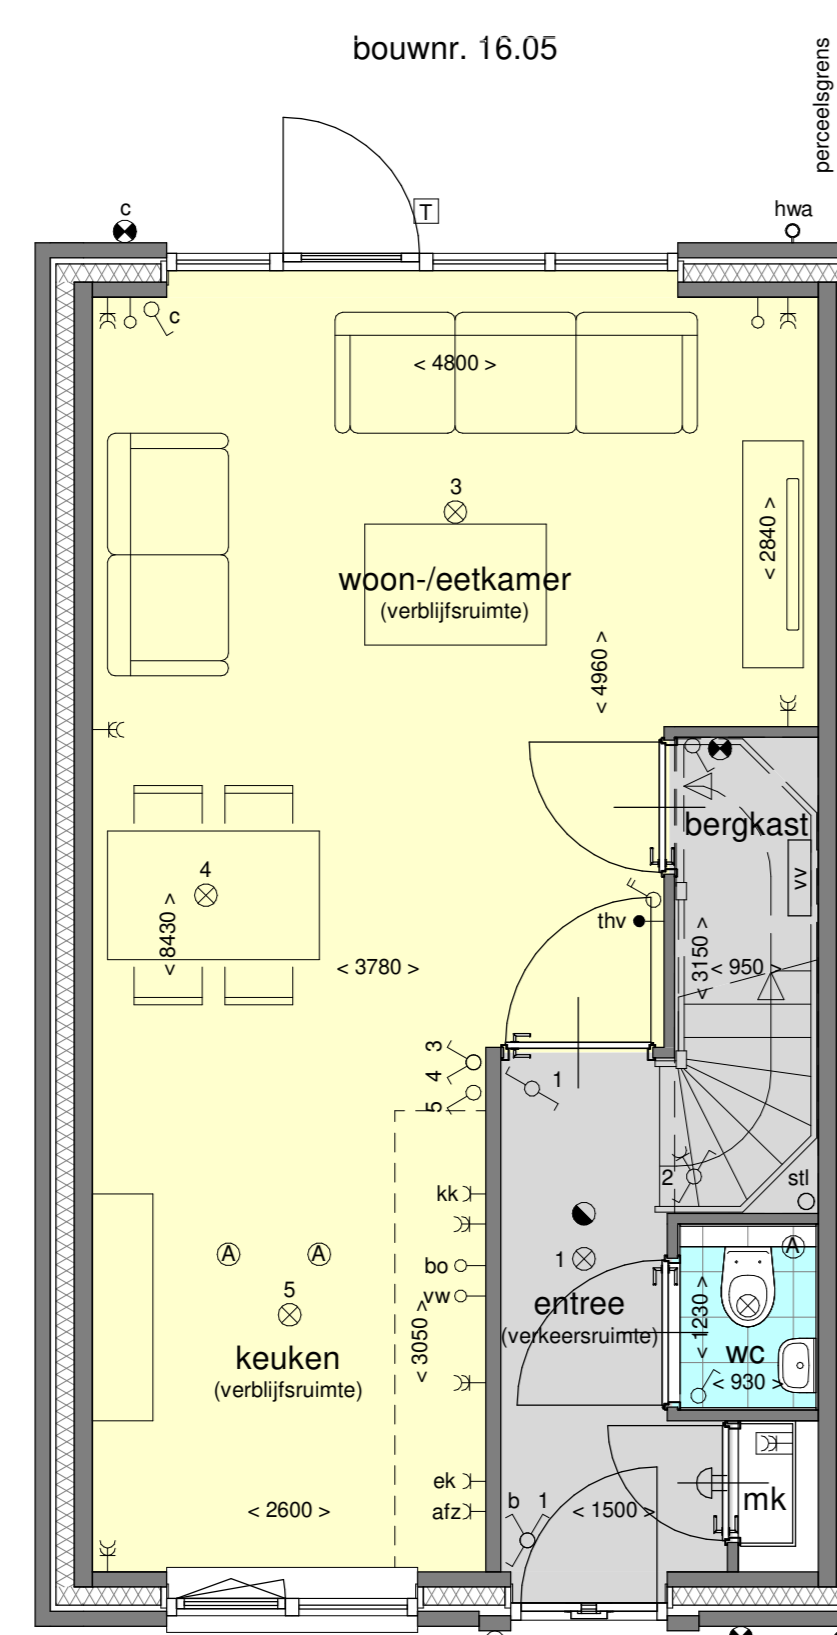 bouwnr. 16.05
perceelsgrens
c
T
hwa
c
< 4800 >
3
< 2840 >
woon-/eetkamer
(verblijfsruimte)
< 4960 >
bergkast
4
vv
thv
< 8430 >
< 3780 >
< 3150 >
< 950 >
3
4
5
1
2
stl
kk
A
A
A
1
bo
5
vw
entree
(verkeersruimte)
< 1230 >
< 3050 >
keuken
(verblijfsruimte)
wc
< 930 >
ek
mk
b 1
afz
< 2600 >
< 1500 >